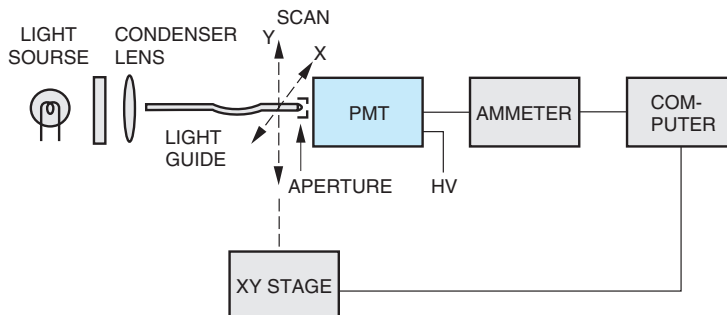 LIGHT
SOURSE
CONDENSER
LENS
SCAN
Y
X
LIGHT
GUIDE
APERTURE
PMT
HV
AMMETER
COM-
PUTER
XY STAGE